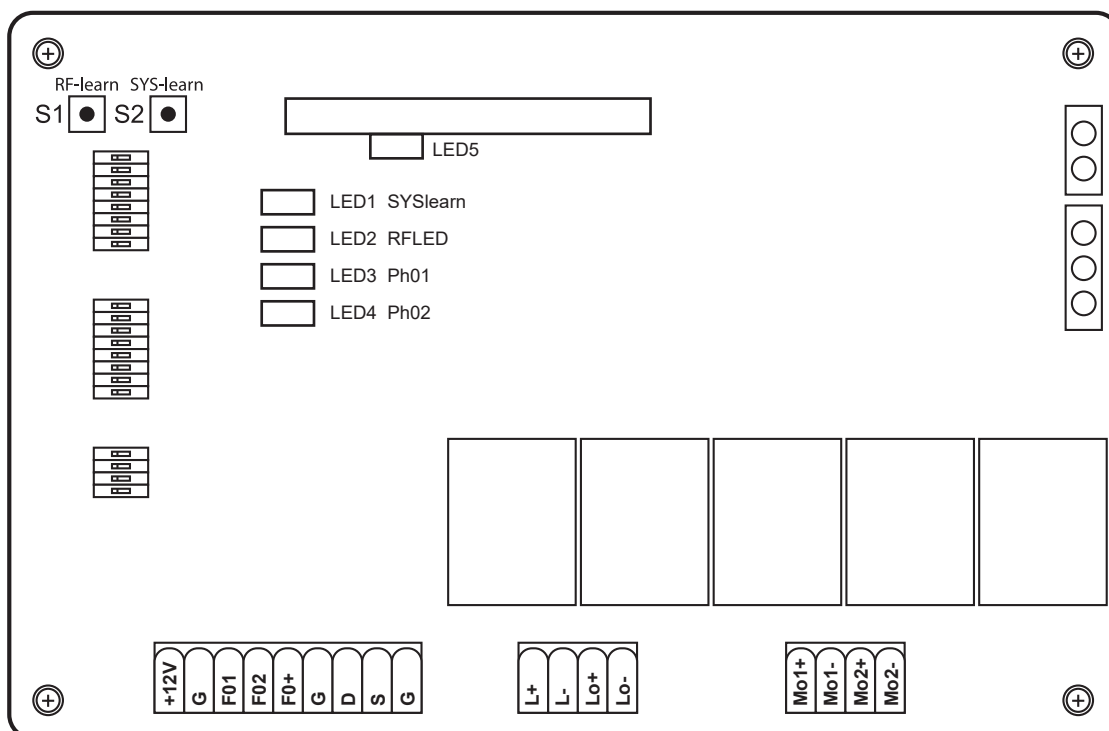 RF-learn SYS-learn
S1 S2
LED5
LED1 SYSlearn
LED2 RFLED
LED3 Ph01
LED4 Ph02
+12V G F01 F02 F0+ G D S G
L+ L- Lo+ Lo-
Mo1+ Mo1- Mo2+ Mo2-